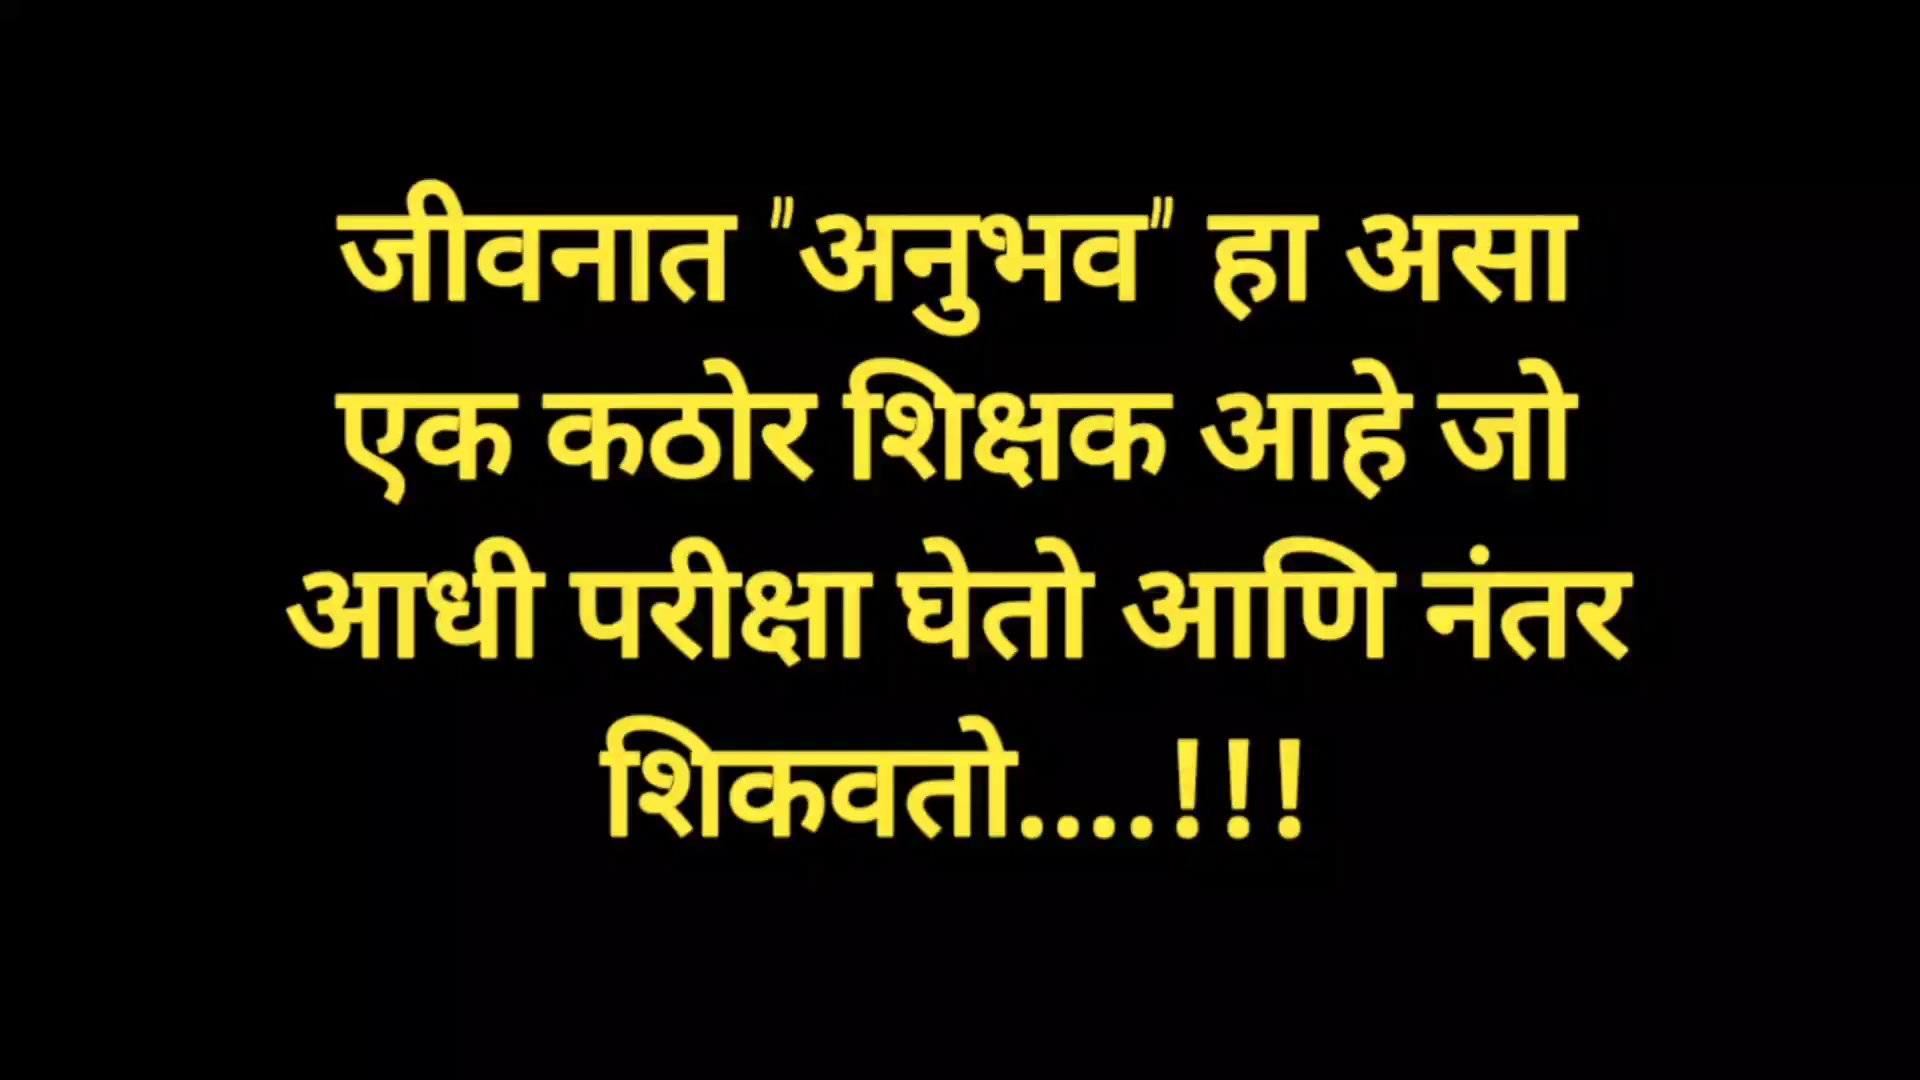 जीवनात "अनुभव" हा असा
एक कठोर शिक्षक आहे जो
आधी परीक्षा घेतो आणि नंतर
शिकवतो....!!!